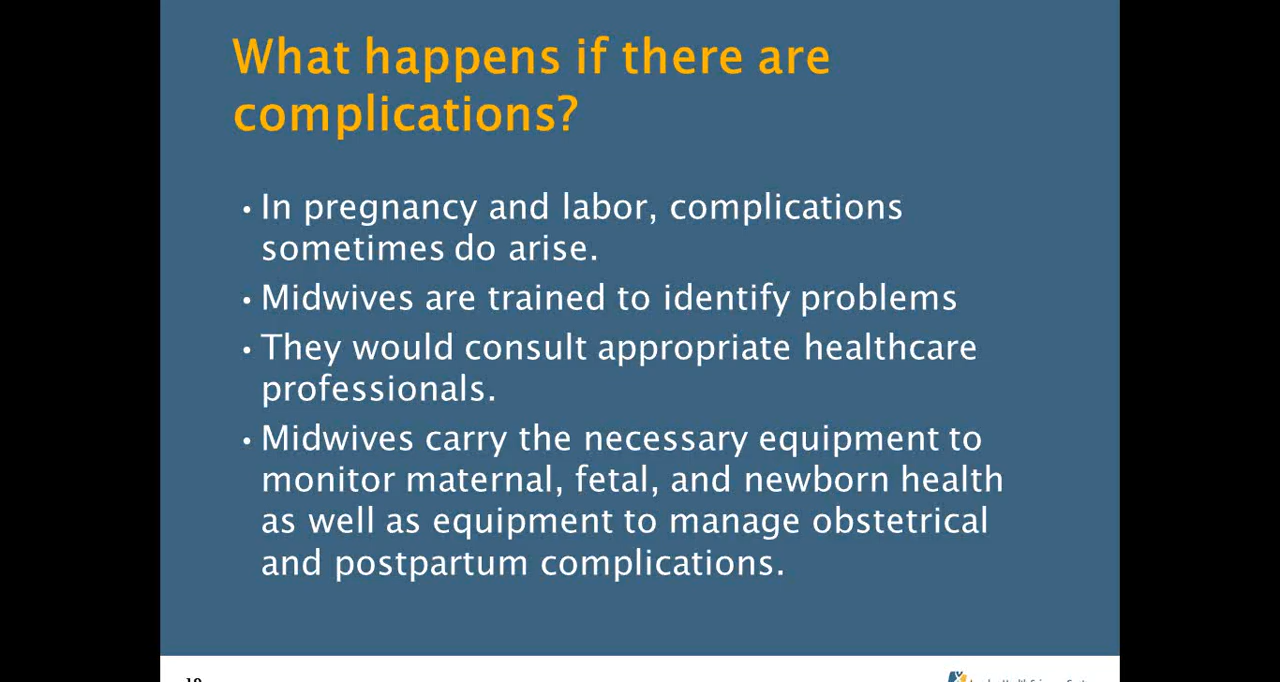 What happens if there are
complications?
• In pregnancy and labor, complications
sometimes do arise.
• Midwives are trained to identify problems
• They would consult appropriate healthcare
professionals.
• Midwives carry the necessary equipment to
monitor maternal, fetal, and newborn health
as well as equipment to manage obstetrical
and postpartum complications.